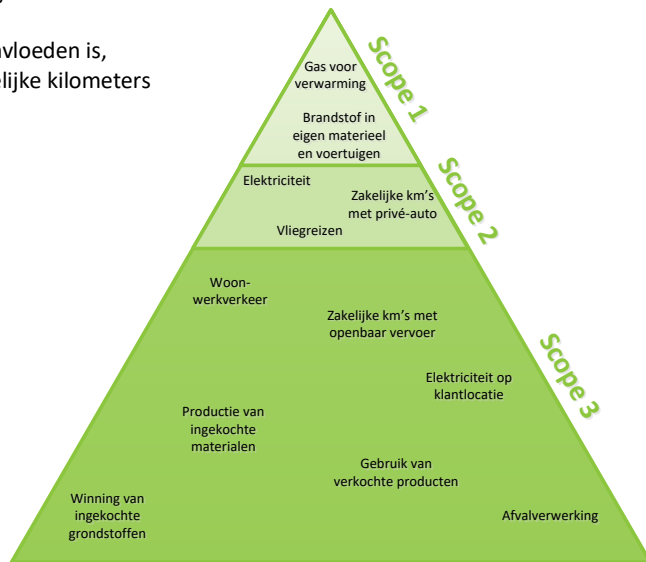 vloeden is,
elijke kilometers
Gas voor
verwarming
Brandstof in
eigen materieel
en voertuigen
Scope 1
Elektriciteit
Zakelijke km's
met privé-auto
Vliegreizen
Scope 2
Woon-
werkverkeer
Zakelijke km's met
openbaar vervoer
Elektriciteit op
klantlocatie
Scope 3
Productie van
ingekochte
materialen
Gebruik van
verkochte producten
Winning van
ingekochte
grondstoffen
Afvalverwerking